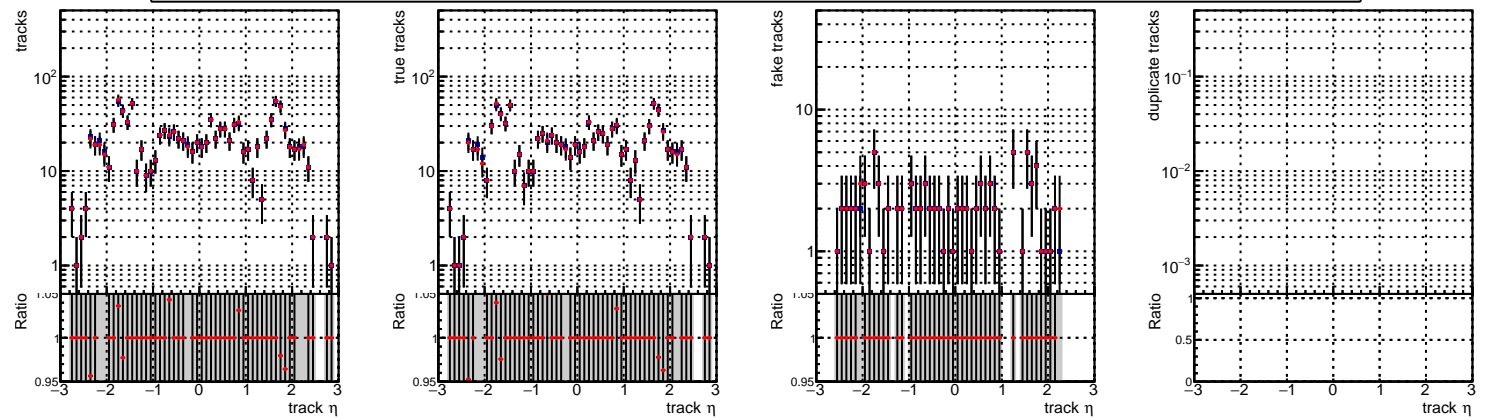 tracks
10²
10
1
Ratio
1.05
1
0.95
−3 −2 −1 0 1 2 3
track η
true tracks
10²
10
1
Ratio
1.05
1
0.95
−3 −2 −1 0 1 2 3
track η
fake tracks
10
1
Ratio
1.05
1
0.95
−3 −2 −1 0 1 2 3
track η
duplicate tracks
10⁻¹
10⁻²
10⁻³
Ratio
1
0.5
0
−3 −2 −1 0 1 2 3
track η